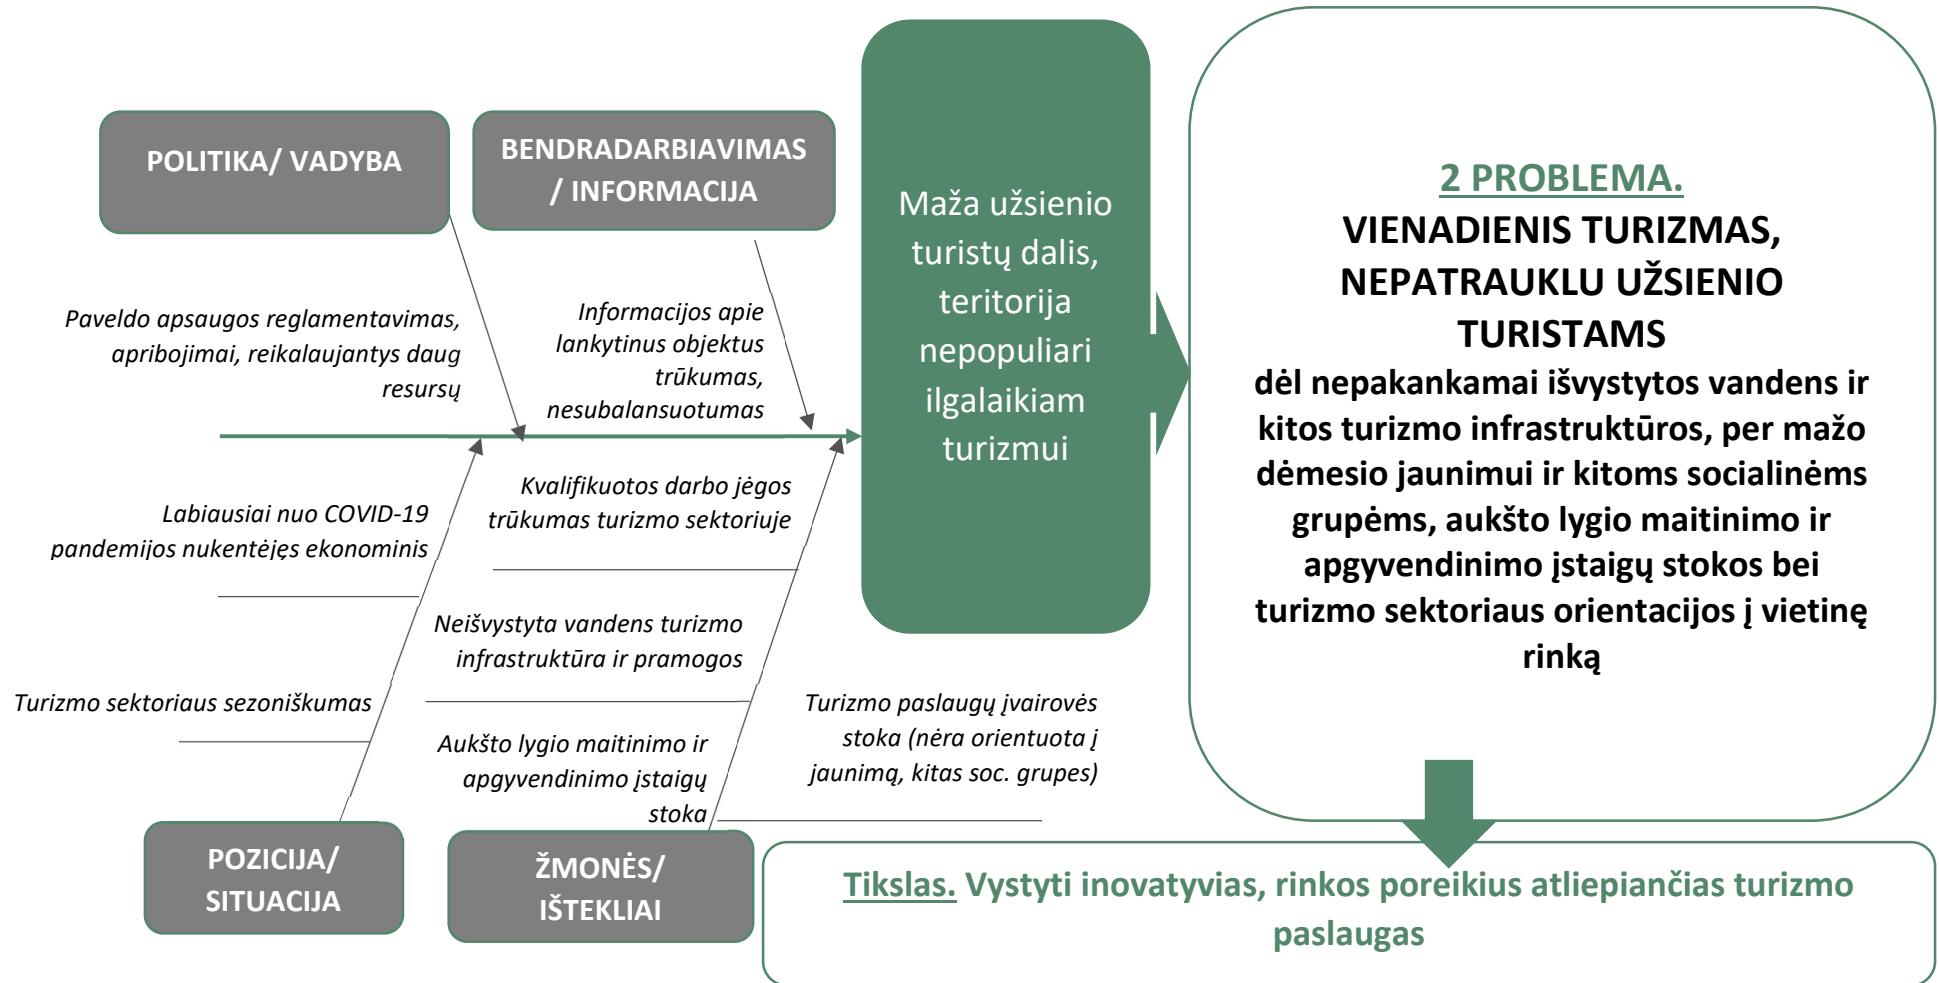 POLITIKA/ VADYBA
BENDRADARBIAVIMAS
/ INFORMACIJA
Paveldo apsaugos reglamentavimas,
apribojimai, reikalaujantys daug
resursų
Informacijos apie
lankytinus objektus
trūkumas,
nesubalansuotumas
Labiausiai nuo COVID-19
pandemijos nukentėjęs ekonominis
Turizmo sektoriaus sezoniškumas
Kvalifikuotos darbo jėgos
trūkumas turizmo sektoriuje
Neišvystyta vandens turizmo
infrastruktūra ir pramogos
Aukšto lygio maitinimo ir
apgyvendinimo įstaigų
stoka
Turizmo paslaugų įvairovės
stoka (nėra orientuota į
jaunimą, kitas soc. grupes)
POZICIJA/
SITUACIJA
ŽMONĖS/
IŠTEKLIAI
Maža užsienio
turistų dalis,
teritorija
nepopuliari
ilgalaikiam
turizmui
2 PROBLEMA.
VIENADIENIS TURIZMAS,
NEPATRAUKLU UŽSIENIO
TURISTAMS
dėl nepakankamai išvystytos vandens ir
kitos turizmo infrastruktūros, per mažo
dėmesio jaunimui ir kitoms socialinėms
grupėms, aukšto lygio maitinimo ir
apgyvendinimo įstaigų stokos bei
turizmo sektoriaus orientacijos į vietinę
rinką
Tikslas. Vystyti inovatyvias, rinkos poreikius atliepiančias turizmo
paslaugas